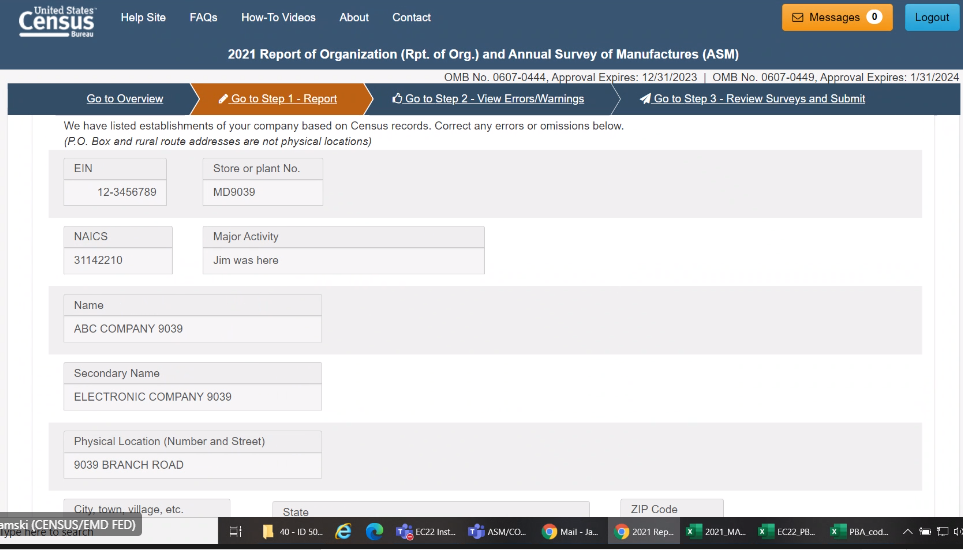 United States®
Census
Bureau
Help Site FAQs How-To Videos About Contact
Messages 0
Logout
2021 Report of Organization (Rpt. of Org.) and Annual Survey of Manufactures (ASM)
OMB No. 0607-0444, Approval Expires: 12/31/2023 | OMB No. 0607-0449, Approval Expires: 1/31/2024
Go to Overview Go to Step 1 - Report Go to Step 2 - View Errors/Warnings Go to Step 3 - Review Surveys and Submit
We have listed establishments of your company based on Census records. Correct any errors or omissions below.
(P.O. Box and rural route addresses are not physical locations)
EIN Store or plant No.
12-3456789 MD9039
NAICS Major Activity
31142210 Jim was here
Name
ABC COMPANY 9039
Secondary Name
ELECTRONIC COMPANY 9039
Physical Location (Number and Street)
9039 BRANCH ROAD
City, town, village, etc. State ZIP Code
amski (CENSUS/EMD FED)
Type here to search
40 - ID 50... EC22 Inst... ASM/CO... Mail - Ja... 2021 Rep... 2021_MA... EC22_PB... PBA_cod...